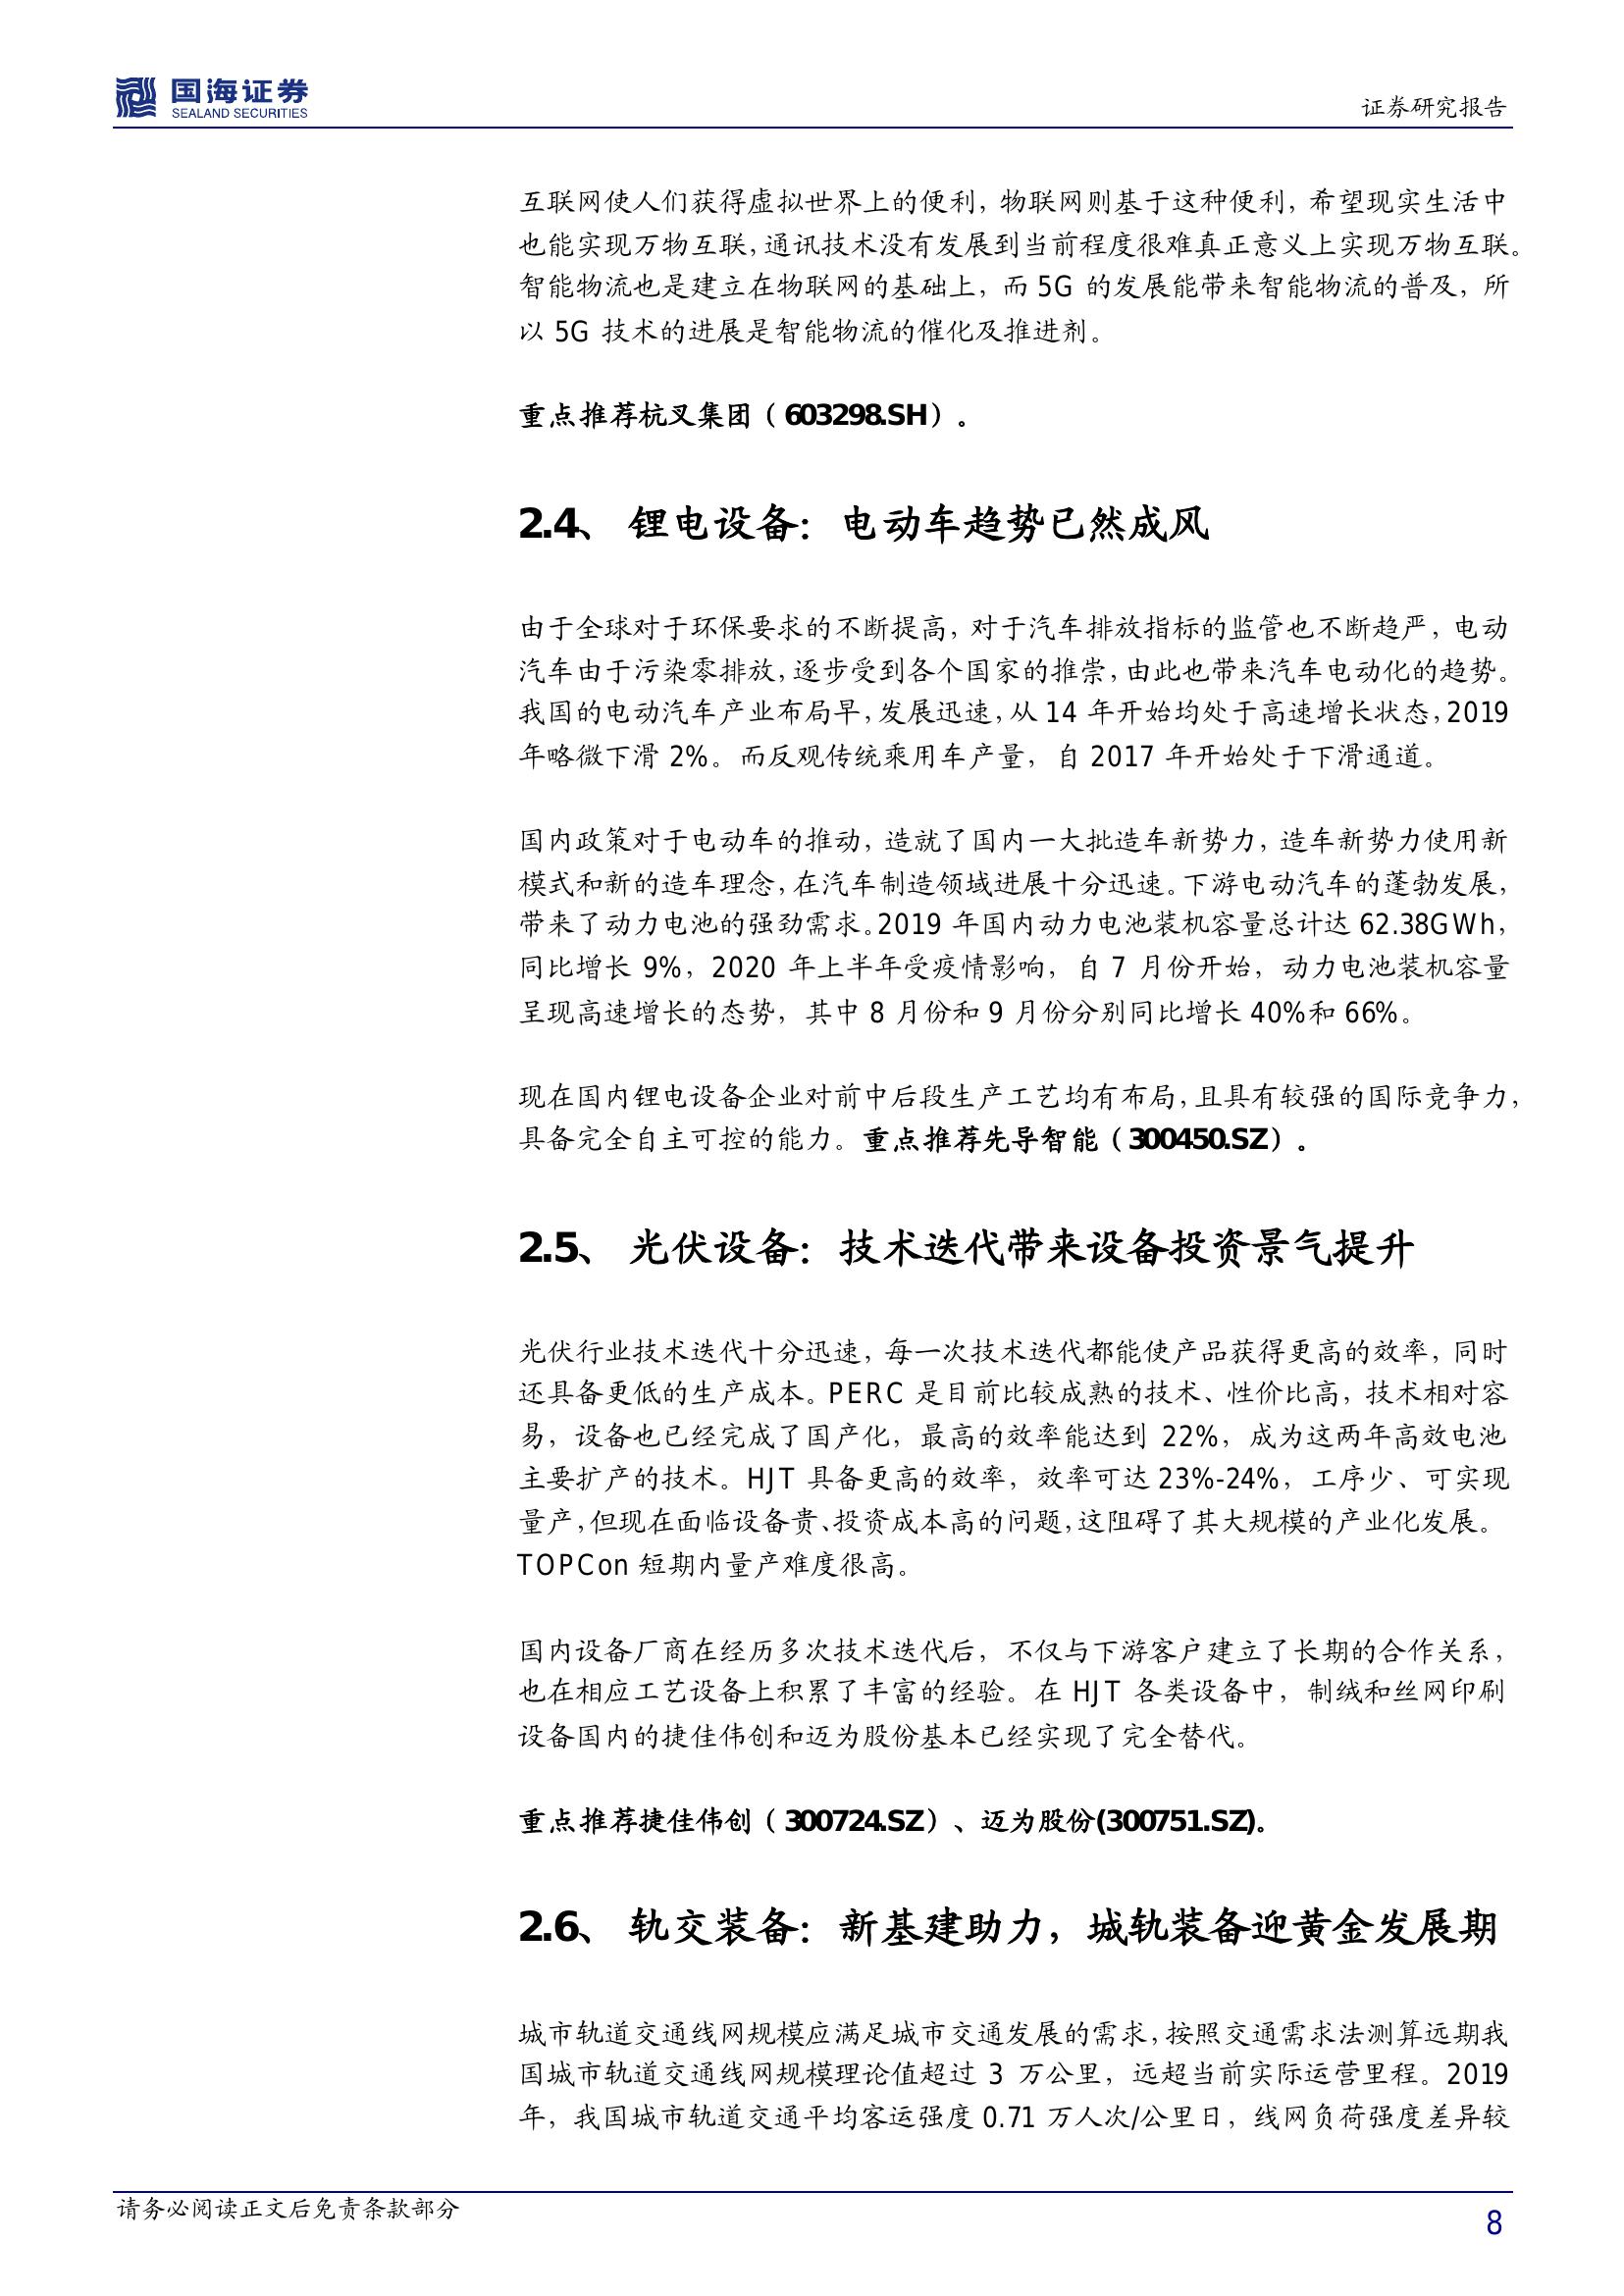 国海证券
SEALAND SECURITIES
证券研究报告
互联网使人们获得虚拟世界上的便利，物联网则基于这种便利，希望现实生活中
也能实现万物互联，通讯技术没有发展到当前程度很难真正意义上实现万物互联。
智能物流也是建立在物联网的基础上，而 5G 的发展能带来智能物流的普及，所
以 5G 技术的进展是智能物流的催化及推进剂。
重点推荐杭叉集团（603298.SH）。
2.4、 锂电设备：电动车趋势已然成风
由于全球对于环保要求的不断提高，对于汽车排放指标的监管也不断趋严，电动
汽车由于污染零排放，逐步受到各个国家的推崇，由此也带来汽车电动化的趋势。
我国的电动汽车产业布局早，发展迅速，从 14 年开始均处于高速增长状态，2019
年略微下滑 2%。而反观传统乘用车产量，自 2017 年开始处于下滑通道。
国内政策对于电动车的推动，造就了国内一大批造车新势力，造车新势力使用新
模式和新的造车理念，在汽车制造领域进展十分迅速。下游电动汽车的蓬勃发展，
带来了动力电池的强劲需求。2019 年国内动力电池装机容量总计达 62.38GWh，
同比增长 9%，2020 年上半年受疫情影响，自 7 月份开始，动力电池装机容量
呈现高速增长的态势，其中 8 月份和 9 月份分别同比增长 40%和 66%。
现在国内锂电设备企业对前中后段生产工艺均有布局，且具有较强的国际竞争力，
具备完全自主可控的能力。重点推荐先导智能（300450.SZ）。
2.5、 光伏设备：技术迭代带来设备投资景气提升
光伏行业技术迭代十分迅速，每一次技术迭代都能使产品获得更高的效率，同时
还具备更低的生产成本。PERC 是目前比较成熟的技术、性价比高，技术相对容
易，设备也已经完成了国产化，最高的效率能达到 22%，成为这两年高效电池
主要扩产的技术。HJT 具备更高的效率，效率可达 23%-24%，工序少、可实现
量产，但现在面临设备贵、投资成本高的问题，这阻碍了其大规模的产业化发展。
TOPCon 短期内量产难度很高。
国内设备厂商在经历多次技术迭代后，不仅与下游客户建立了长期的合作关系，
也在相应工艺设备上积累了丰富的经验。在 HJT 各类设备中，制绒和丝网印刷
设备国内的捷佳伟创和迈为股份基本已经实现了完全替代。
重点推荐捷佳伟创（300724.SZ）、迈为股份(300751.SZ)。
2.6、 轨交装备：新基建助力，城轨装备迎黄金发展期
城市轨道交通线网规模应满足城市交通发展的需求，按照交通需求法测算远期我
国城市轨道交通线网规模理论值超过 3 万公里，远超当前实际运营里程。2019
年，我国城市轨道交通平均客运强度 0.71 万人次/公里日，线网负荷强度差异较
请务必阅读正文后免责条款部分
8